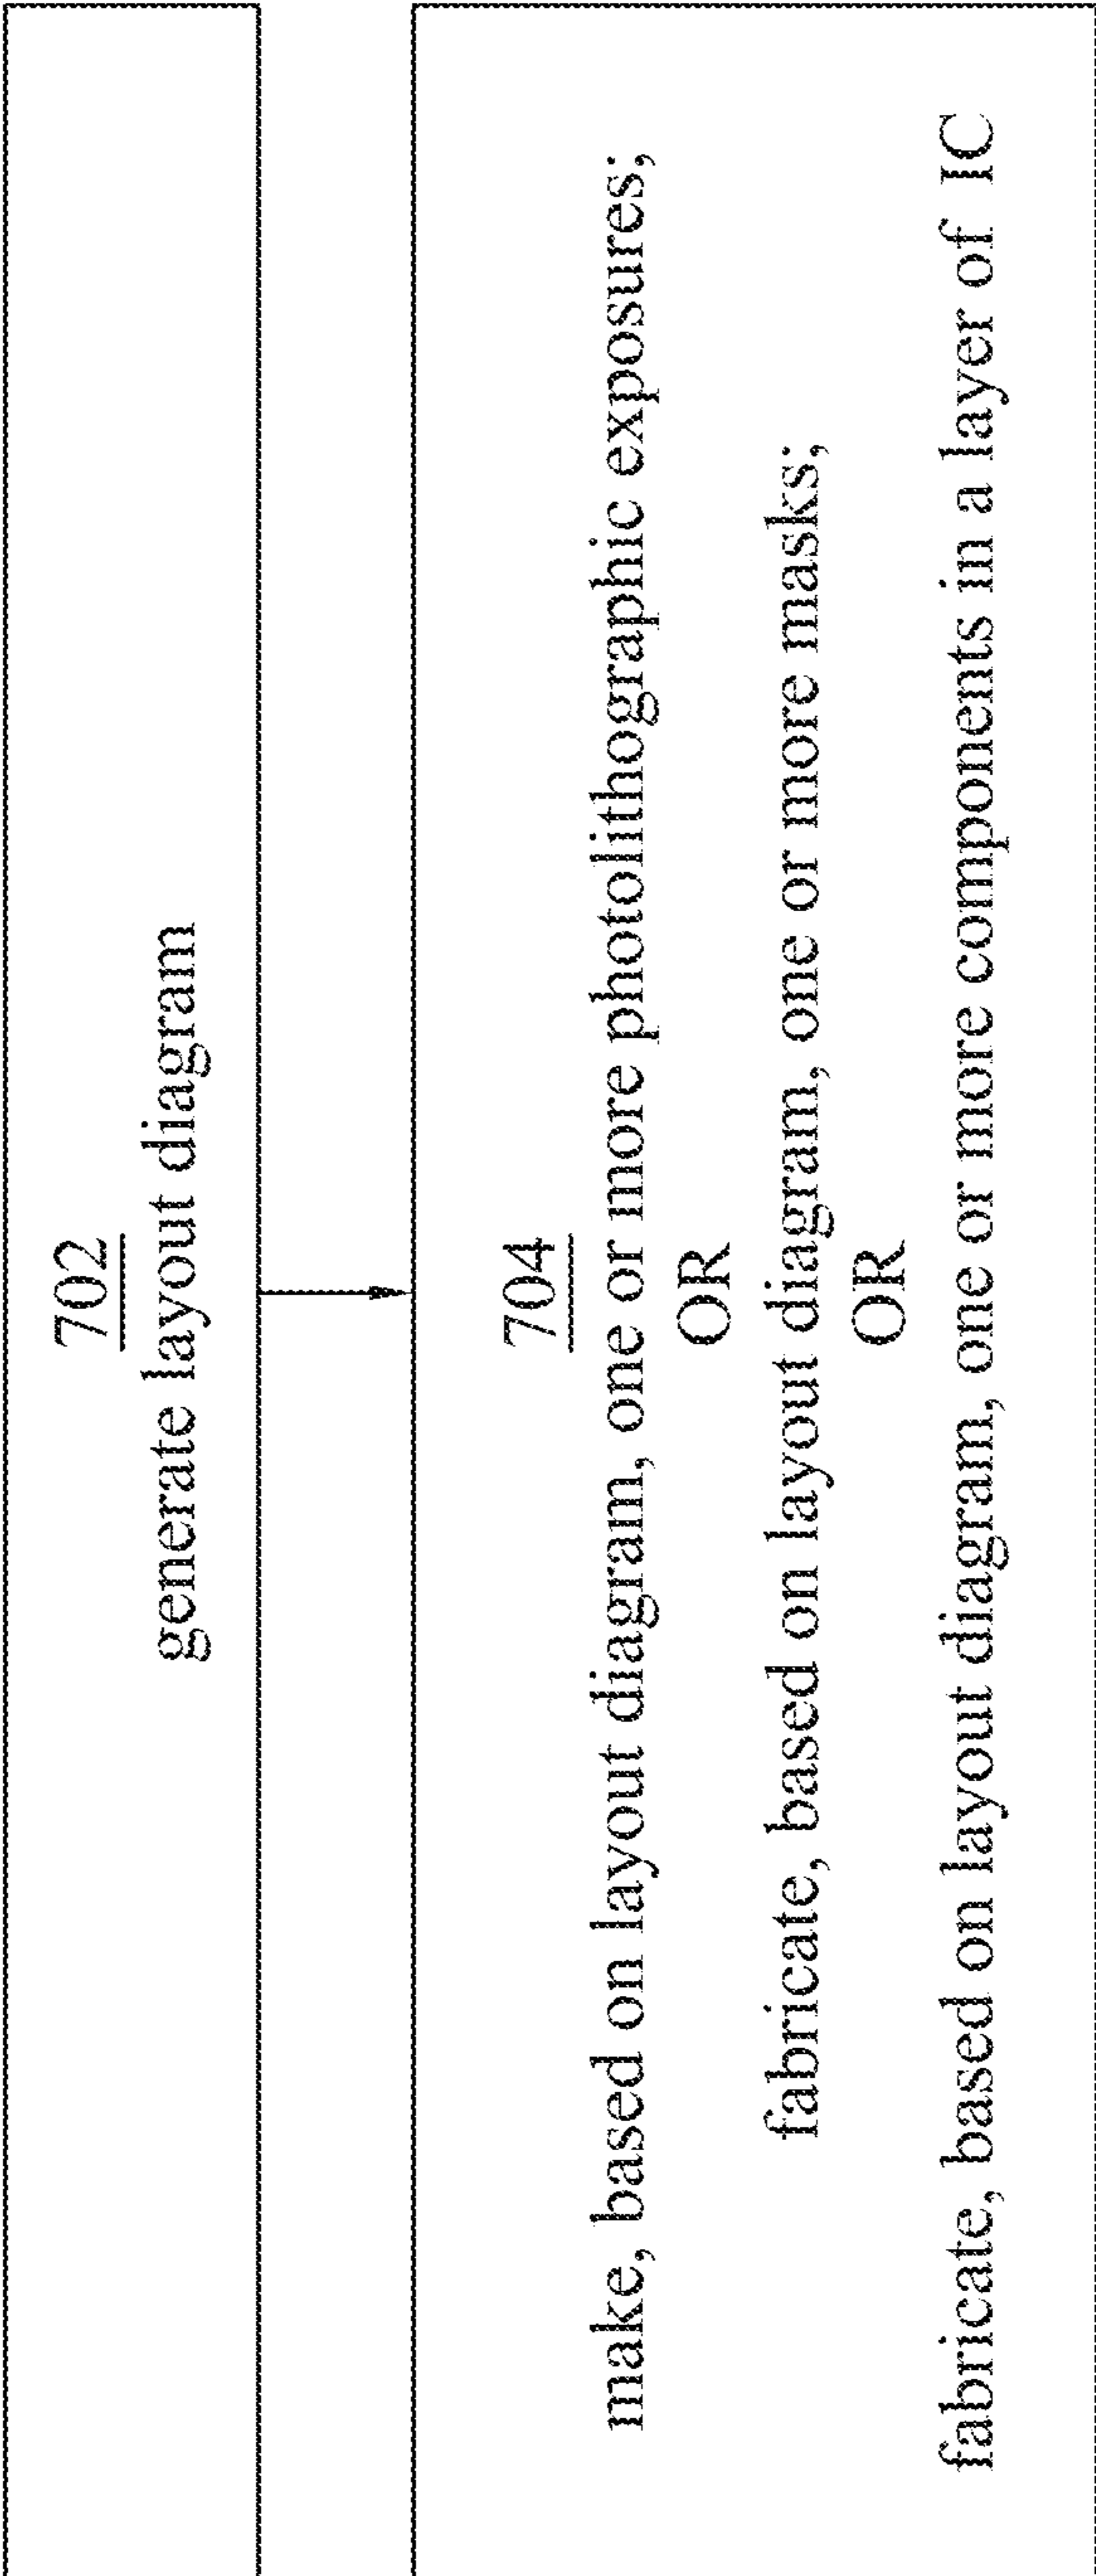 702
generate layout diagram
704
make, based on layout diagram, one or more photolithographic exposures;
OR
fabricate, based on layout diagram, one or more masks;
OR
fabricate, based on layout diagram, one or more components in a layer of IC